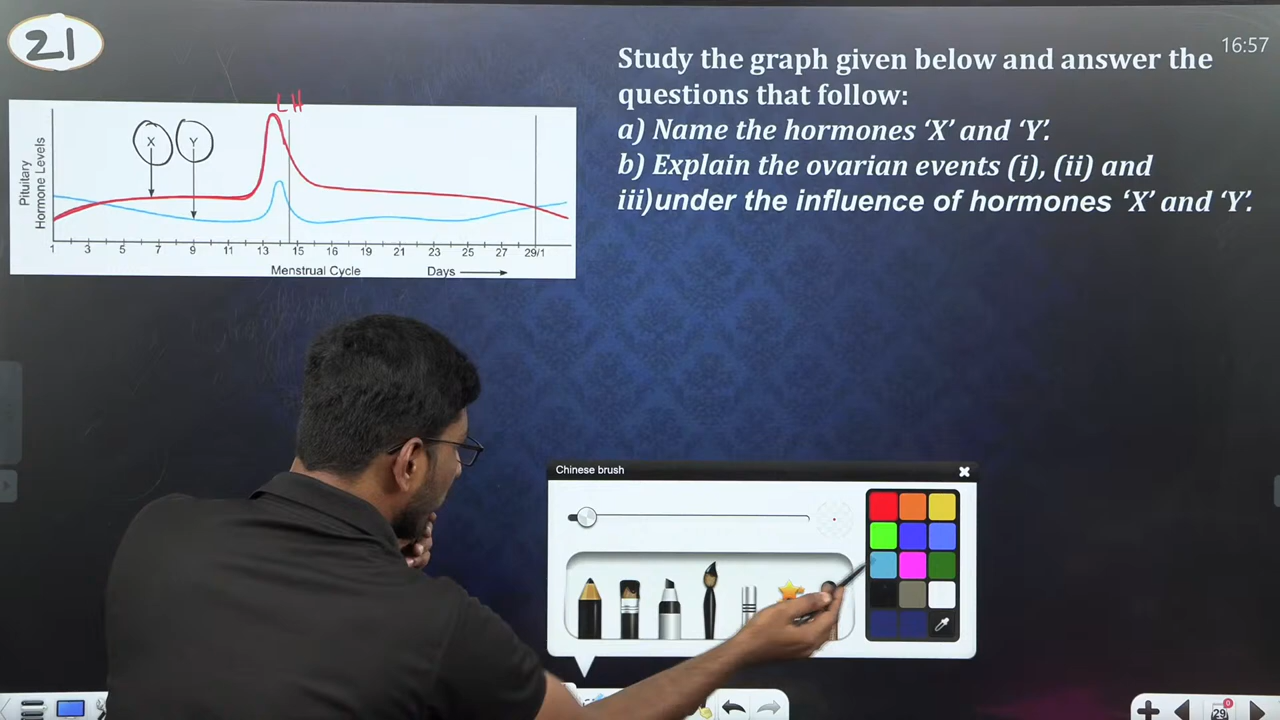 21
16:57
Study the graph given below and answer the
questions that follow:
a) Name the hormones ‘X’ and ‘Y’.
b) Explain the ovarian events (i), (ii) and
iii)under the influence of hormones ‘X’ and ‘Y’.
LH
X Y
Pituitary
Hormone Levels
1 3 5 7 9 11 13 15 16 19 21 23 25 27 29/1
Menstrual Cycle Days
Chinese brush
29